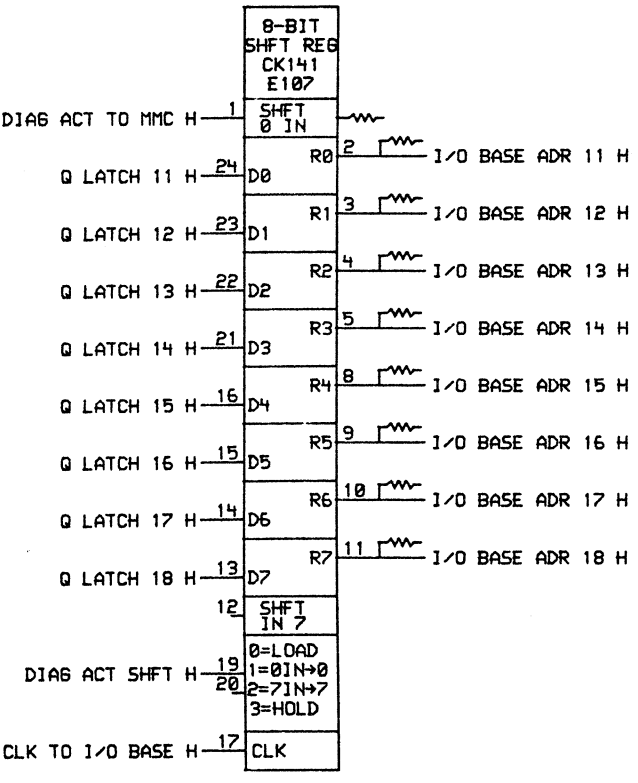 8-BIT
SHFT REG
CK141
E107
DIAG ACT TO MMC H 1 SHFT
0 IN
R0 2 I/O BASE ADR 11 H
Q LATCH 11 H 24 D0
R1 3 I/O BASE ADR 12 H
Q LATCH 12 H 23 D1
R2 4 I/O BASE ADR 13 H
Q LATCH 13 H 22 D2
R3 5 I/O BASE ADR 14 H
Q LATCH 14 H 21 D3
R4 8 I/O BASE ADR 15 H
Q LATCH 15 H 16 D4
R5 9 I/O BASE ADR 16 H
Q LATCH 16 H 15 D5
R6 10 I/O BASE ADR 17 H
Q LATCH 17 H 14 D6
R7 11 I/O BASE ADR 18 H
Q LATCH 18 H 13 D7
12 SHFT
IN 7
0=LOAD
DIAG ACT SHFT H 19 1=0IN→0
20 2=7IN→7
3=HOLD
CLK TO I/O BASE H 17 CLK